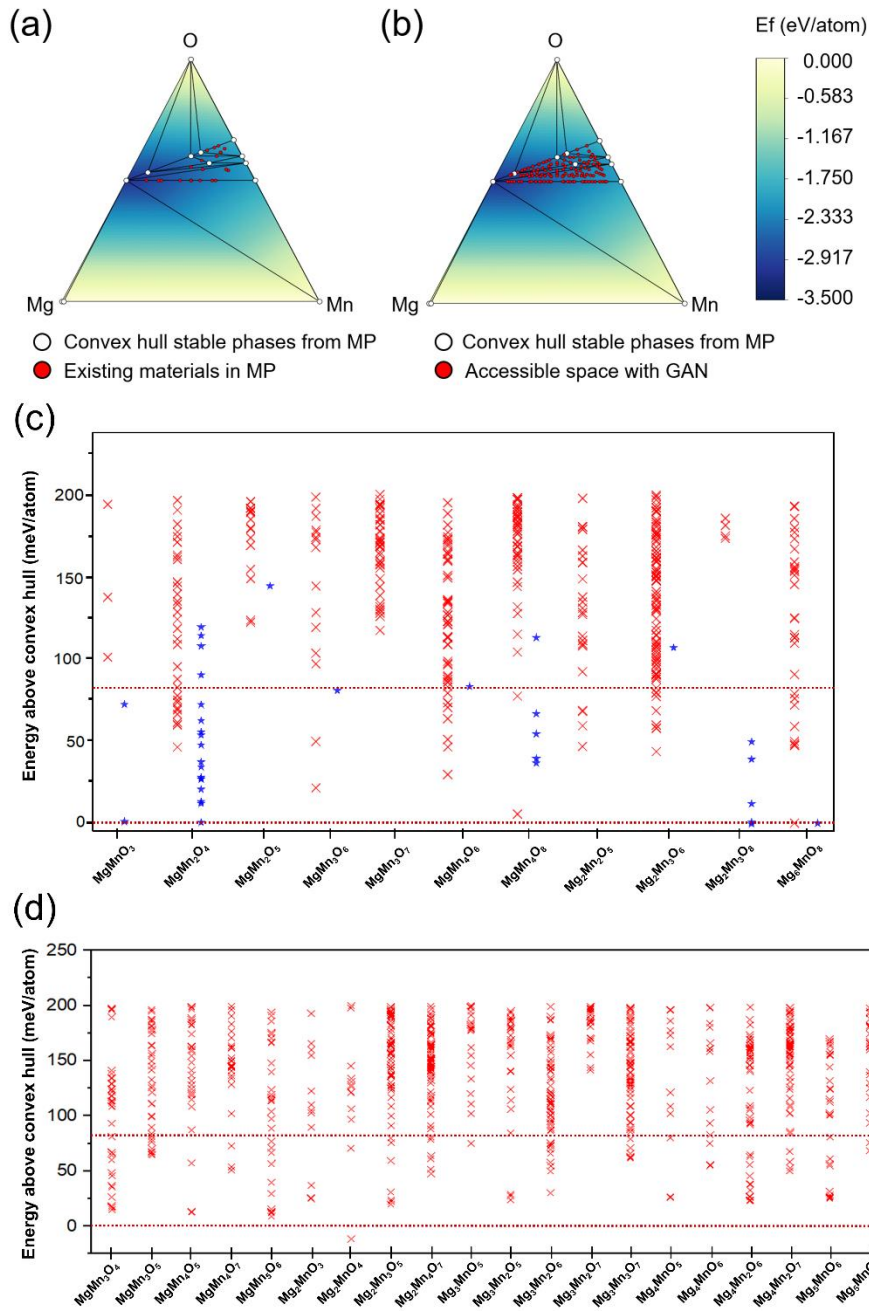 (a)
(b)
Ef (eV/atom)
O
O
0.000
-0.583
-1.167
-1.750
-2.333
-2.917
-3.500
Mg
Mn
Mg
Mn
Convex hull stable phases from MP
Existing materials in MP
Convex hull stable phases from MP
Accessible space with GAN
(c)
Energy above convex hull (meV/atom)
200
150
100
50
0
MgMnO₃
MgMn₂O₄
MgMn₂O₅
MgMn₃O₆
MgMn₃O₇
MgMn₄O₆
MgMn₄O₈
Mg₂Mn₂O₅
Mg₂Mn₃O₆
Mg₂Mn₃O₈
Mg₆MnO₈
(d)
Energy above convex hull (meV/atom)
250
200
150
100
50
0
MgMn₃O₄
MgMn₃O₅
MgMn₄O₅
MgMn₄O₇
MgMn₅O₆
Mg₂MnO₃
Mg₂MnO₄
Mg₂Mn₃O₅
Mg₂Mn₄O₇
Mg₃MnO₅
Mg₃Mn₂O₅
Mg₃Mn₂O₆
Mg₃Mn₂O₇
Mg₃Mn₃O₇
Mg₄MnO₅
Mg₄MnO₆
Mg₄Mn₂O₆
Mg₄Mn₂O₇
Mg₅MnO₆